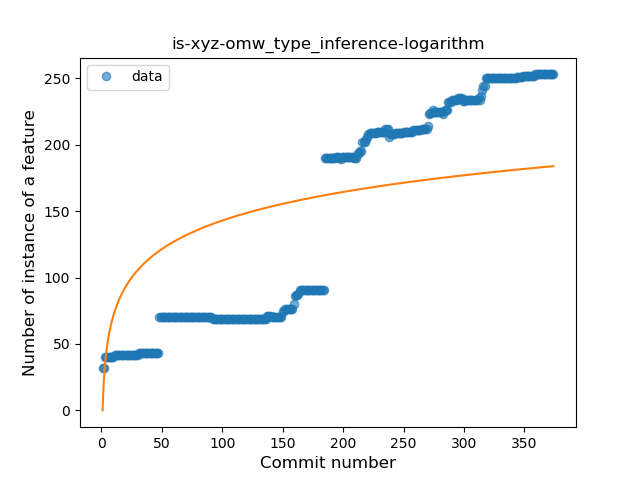 is-xyz-omw_type_inference-logarithm
data
Number of instance of a feature
250
200
150
100
50
0
0 50 100 150 200 250 300 350
Commit number